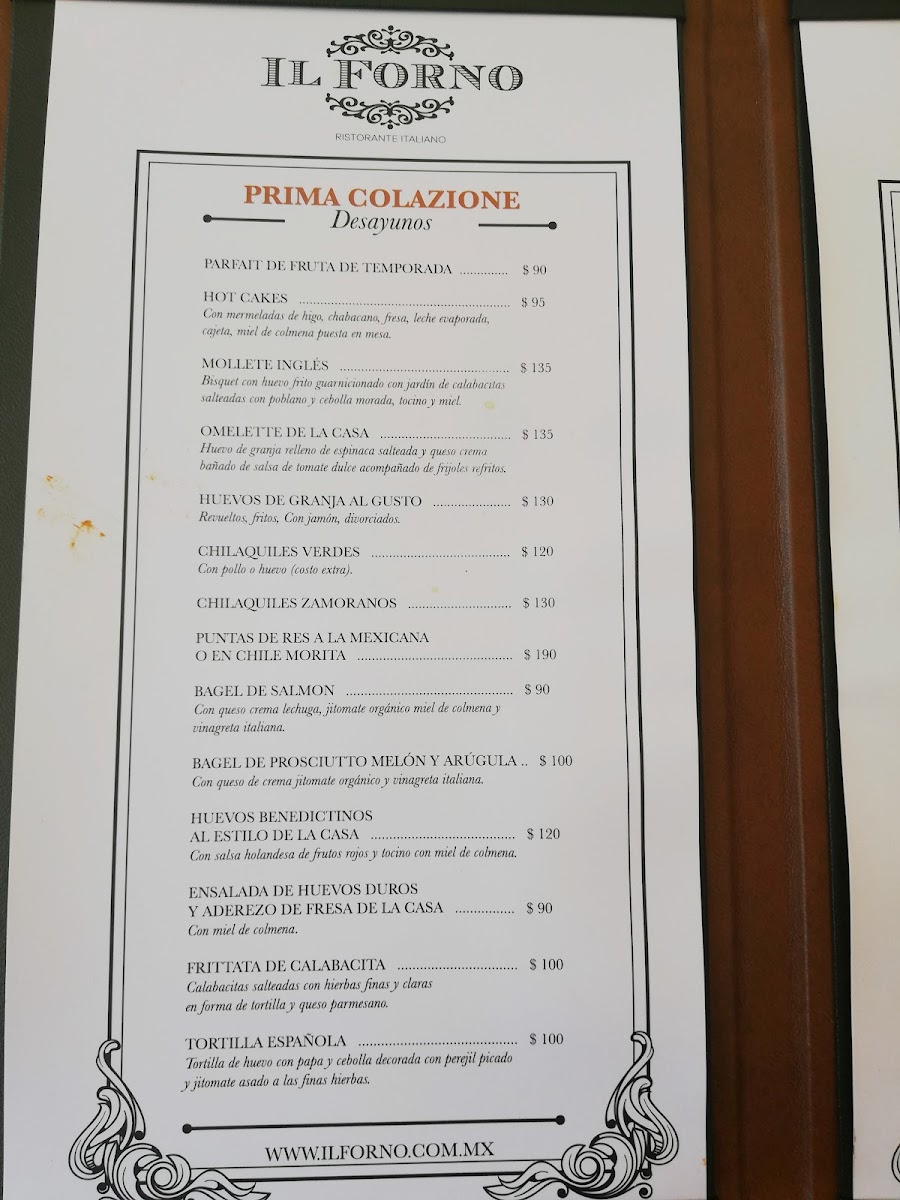 IL FORNO
RISTORANTE ITALIANO
PRIMA COLAZIONE
Desayunos
PARFAIT DE FRUTA DE TEMPORADA ............. $ 90
HOT CAKES ........................................................ $ 95
Con mermeladas de higo, chabacano, fresa, leche evaporada,
cajeta, miel de colmena puesta en mesa.
MOLLETE INGLÉS ............................................. $ 135
Bisquet con huevo frito guarnicionado con jardín de calabacitas
salteadas con poblano y cebolla morada, tocino y miel.
OMELETTE DE LA CASA ................................... $ 135
Huevo de granja relleno de espinaca salteada y queso crema
bañado de salsa de tomate dulce acompañado de frijoles refritos.
HUEVOS DE GRANJA AL GUSTO ..................... $ 130
Revueltos, fritos, Con jamón, divorciados.
CHILAQUILES VERDES ..................................... $ 120
Con pollo o huevo (costo extra).
CHILAQUILES ZAMORANOS ............................ $ 130
PUNTAS DE RES A LA MEXICANA
O EN CHILE MORITA ......................................... $ 190
BAGEL DE SALMON ............................................ $ 90
Con queso crema lechuga, jitomate orgánico miel de colmena y
vinagreta italiana.
BAGEL DE PROSCIUTTO MELÓN Y ARÚGULA .. $ 100
Con queso de crema jitomate orgánico y vinagreta italiana.
HUEVOS BENEDICTINOS
AL ESTILO DE LA CASA ...................................... $ 120
Con salsa holandesa de frutos rojos y tocino con miel de colmena.
ENSALADA DE HUEVOS DUROS
Y ADEREZO DE FRESA DE LA CASA ................ $ 90
Con miel de colmena.
FRITTATA DE CALABACITA ................................ $ 100
Calabacitas salteadas con hierbas finas y claras
en forma de tortilla y queso parmesano.
TORTILLA ESPAÑOLA .......................................... $ 100
Tortilla de huevo con papa y cebolla decorada con perejil picado
y jitomate asado a las finas hierbas.
WWW.ILFORNO.COM.MX